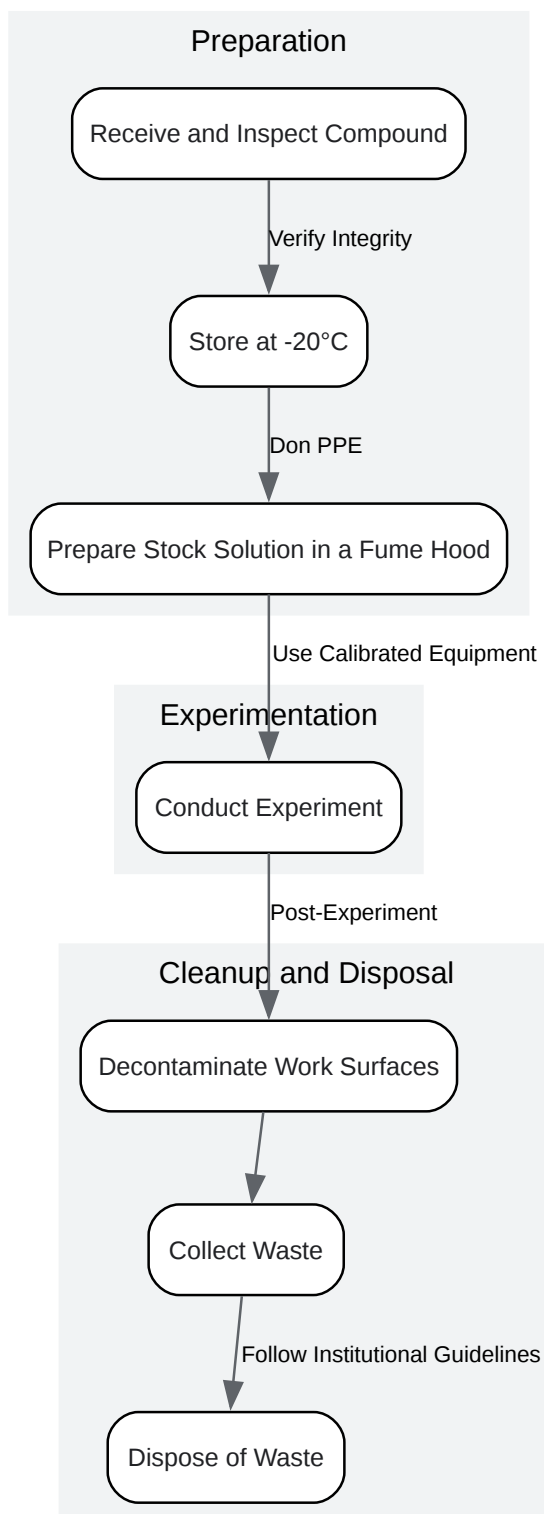 Preparation
Receive and Inspect Compound
Verify Integrity
Store at -20°C
Don PPE
Prepare Stock Solution in a Fume Hood
Use Calibrated Equipment
Experimentation
Conduct Experiment
Post-Experiment
Cleanup and Disposal
Decontaminate Work Surfaces
Collect Waste
Follow Institutional Guidelines
Dispose of Waste